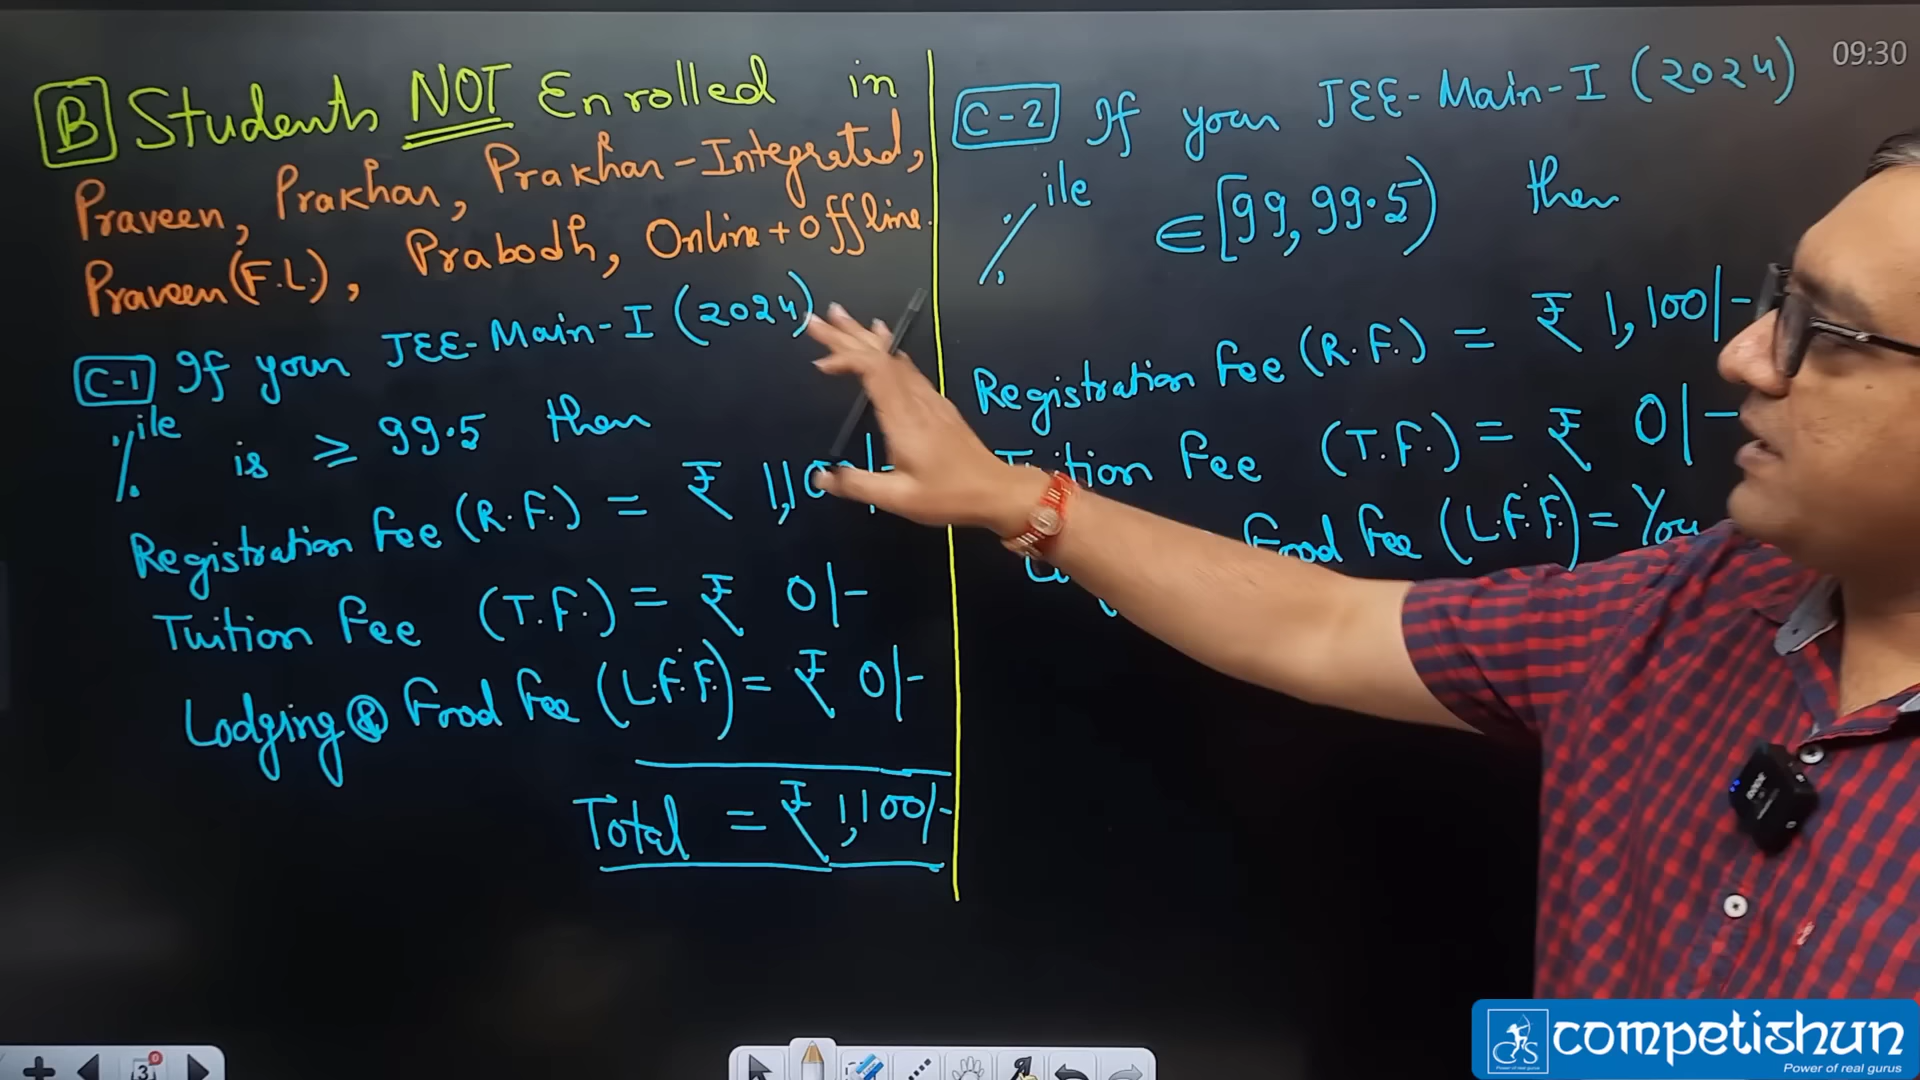 B Students NOT Enrolled in
Praveen, Prakhar, Prakhar-Integrated,
Praveen (F.L.), Prabodh, Online + Offline.
C-1 If your JEE-Main-I (2024)
%ile is ≥ 99.5 then
Registration Fee (R.F.) = ₹
Tuition Fee (T.F.) = ₹ 0/-
Lodging & Food Fee (L.F.F.) = ₹ 0/-
Total = ₹ 1,100/-
C-2 If your JEE-Main-I (2024)
%ile ∈ [99, 99.5) then
Registration Fee (R.F.) = ₹ 1,100/-
Fee (T.F.) = ₹ 0/-
Food Fee (L.F.F.) = You
09:30
3
0
competishun
Power of real gurus